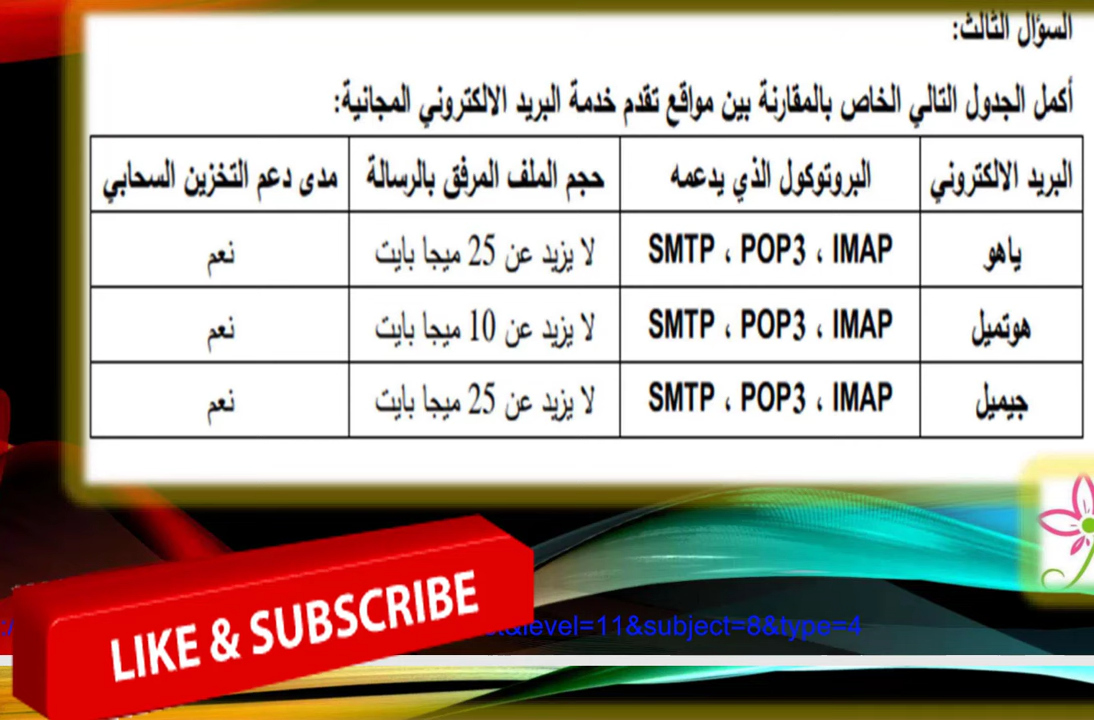 السؤال الثالث:
أكمل الجدول التالي الخاص بالمقارنة بين مواقع تقدم خدمة البريد الالكتروني المجانية:
البريد الالكتروني البروتوكول الذي يدعمه حجم الملف المرفق بالرسالة مدى دعم التخزين السحابي
ياهو SMTP ، POP3 ، IMAP لا يزيد عن 25 ميجا بايت نعم
هوتميل SMTP ، POP3 ، IMAP لا يزيد عن 10 ميجا بايت نعم
جيميل SMTP ، POP3 ، IMAP لا يزيد عن 25 ميجا بايت نعم
LIKE & SUBSCRIBE
level=11&subject=8&type=4